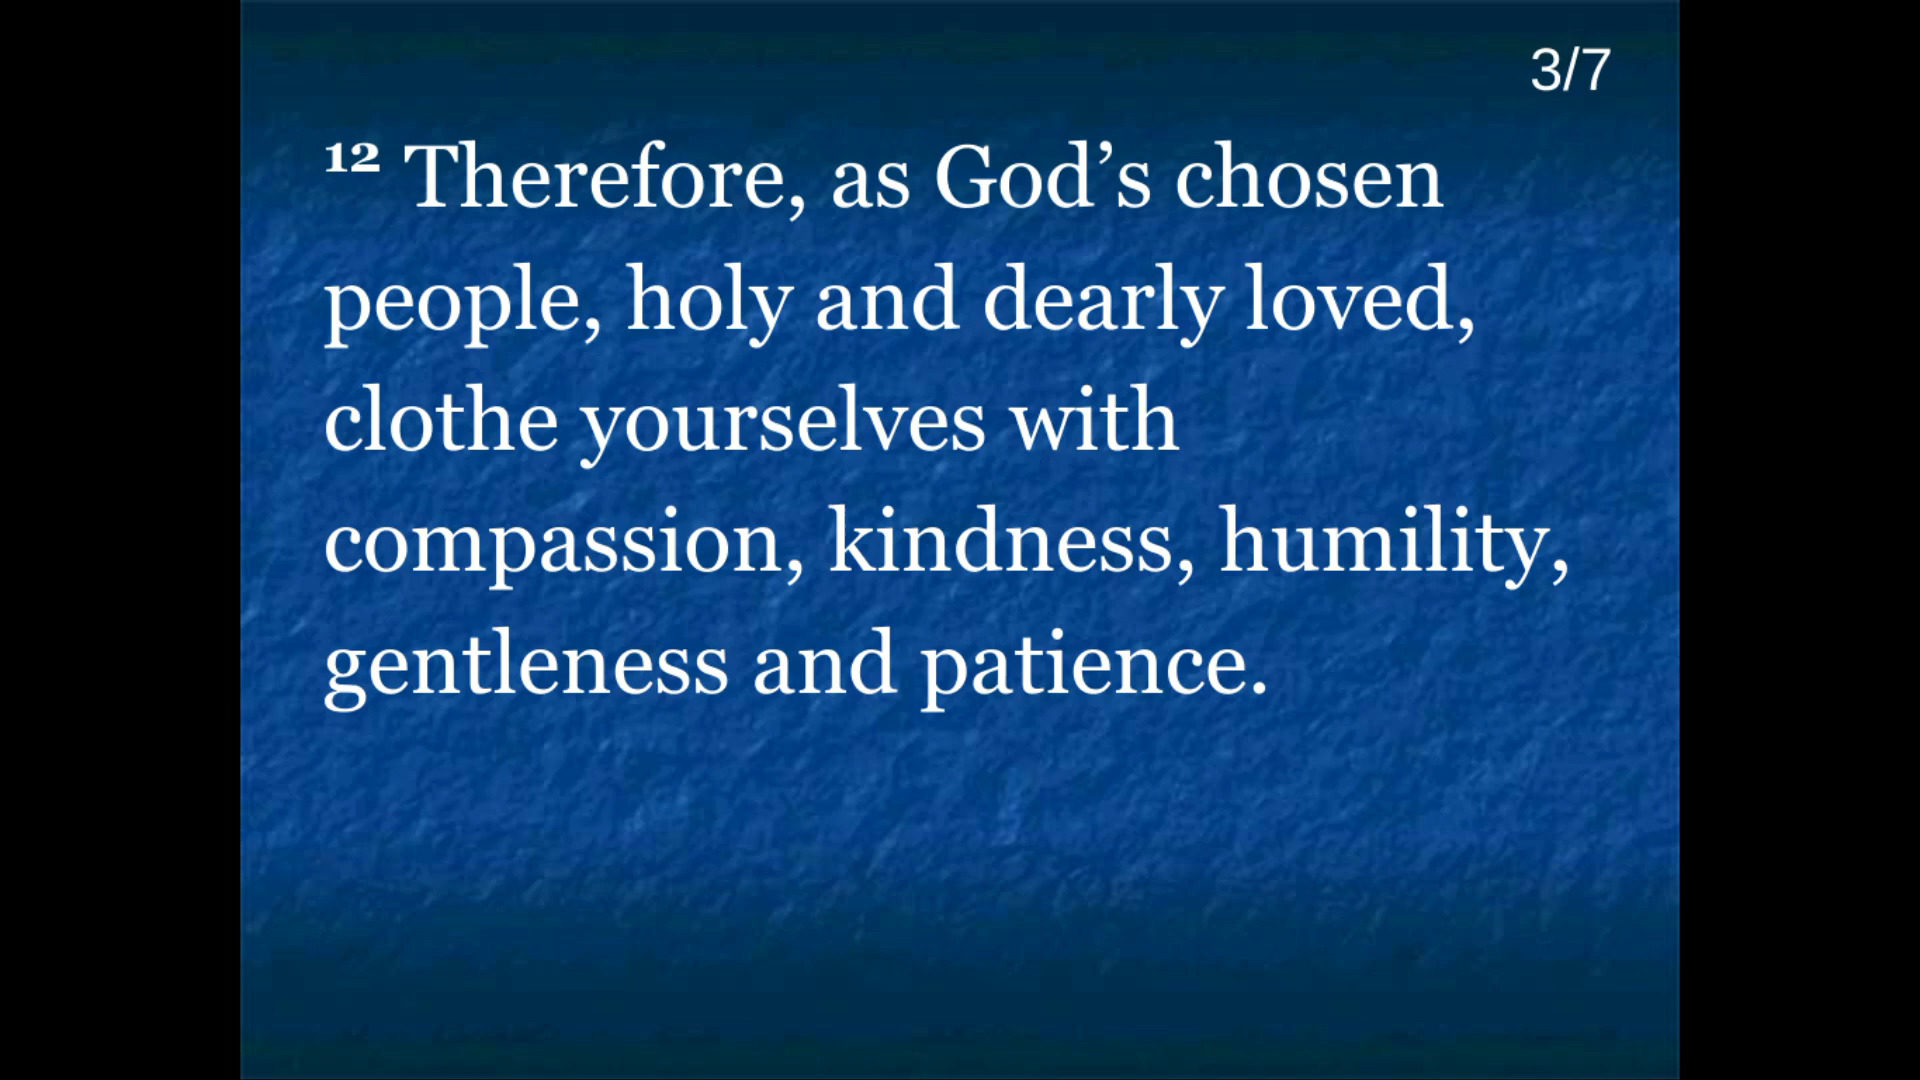 3/7
12 Therefore, as God’s chosen
people, holy and dearly loved,
clothe yourselves with
compassion, kindness, humility,
gentleness and patience.